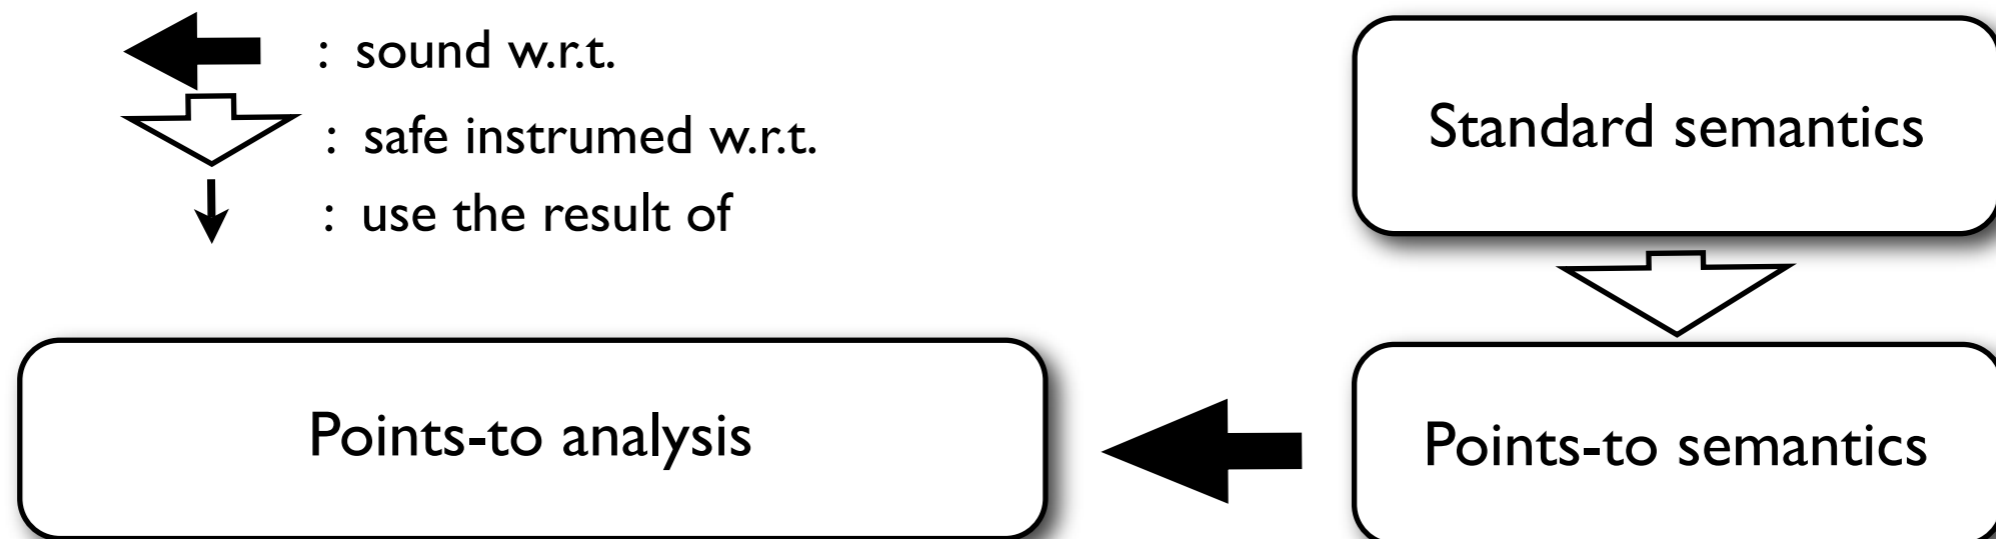 : sound w.r.t.
: safe instrumed w.r.t.
: use the result of
Standard semantics
Points-to analysis
Points-to semantics